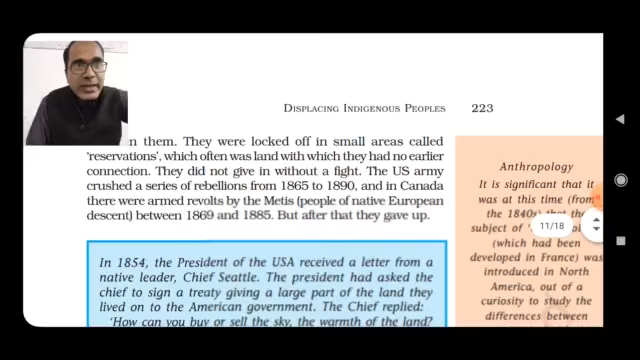 DISPLACING INDIGENOUS PEOPLES 223
n them. They were locked off in small areas called
'reservations', which often was land with which they had no earlier
connection. They did not give in without a fight. The US army
crushed a series of rebellions from 1865 to 1890, and in Canada
there were armed revolts by the Metis (people of native European
descent) between 1869 and 1885. But after that they gave up.
In 1854, the President of the USA received a letter from a
native leader, Chief Seattle. The president had asked the
chief to sign a treaty giving a large part of the land they
lived on to the American government. The Chief replied:
'How can you buy or sell the sky, the warmth of the land?
Anthropology
It is significant that it
was at this time (from
the 1840s) that the
subject of
(which had been
developed in France) was
introduced in North
America, out of a
curiosity to study the
differences between
11/18